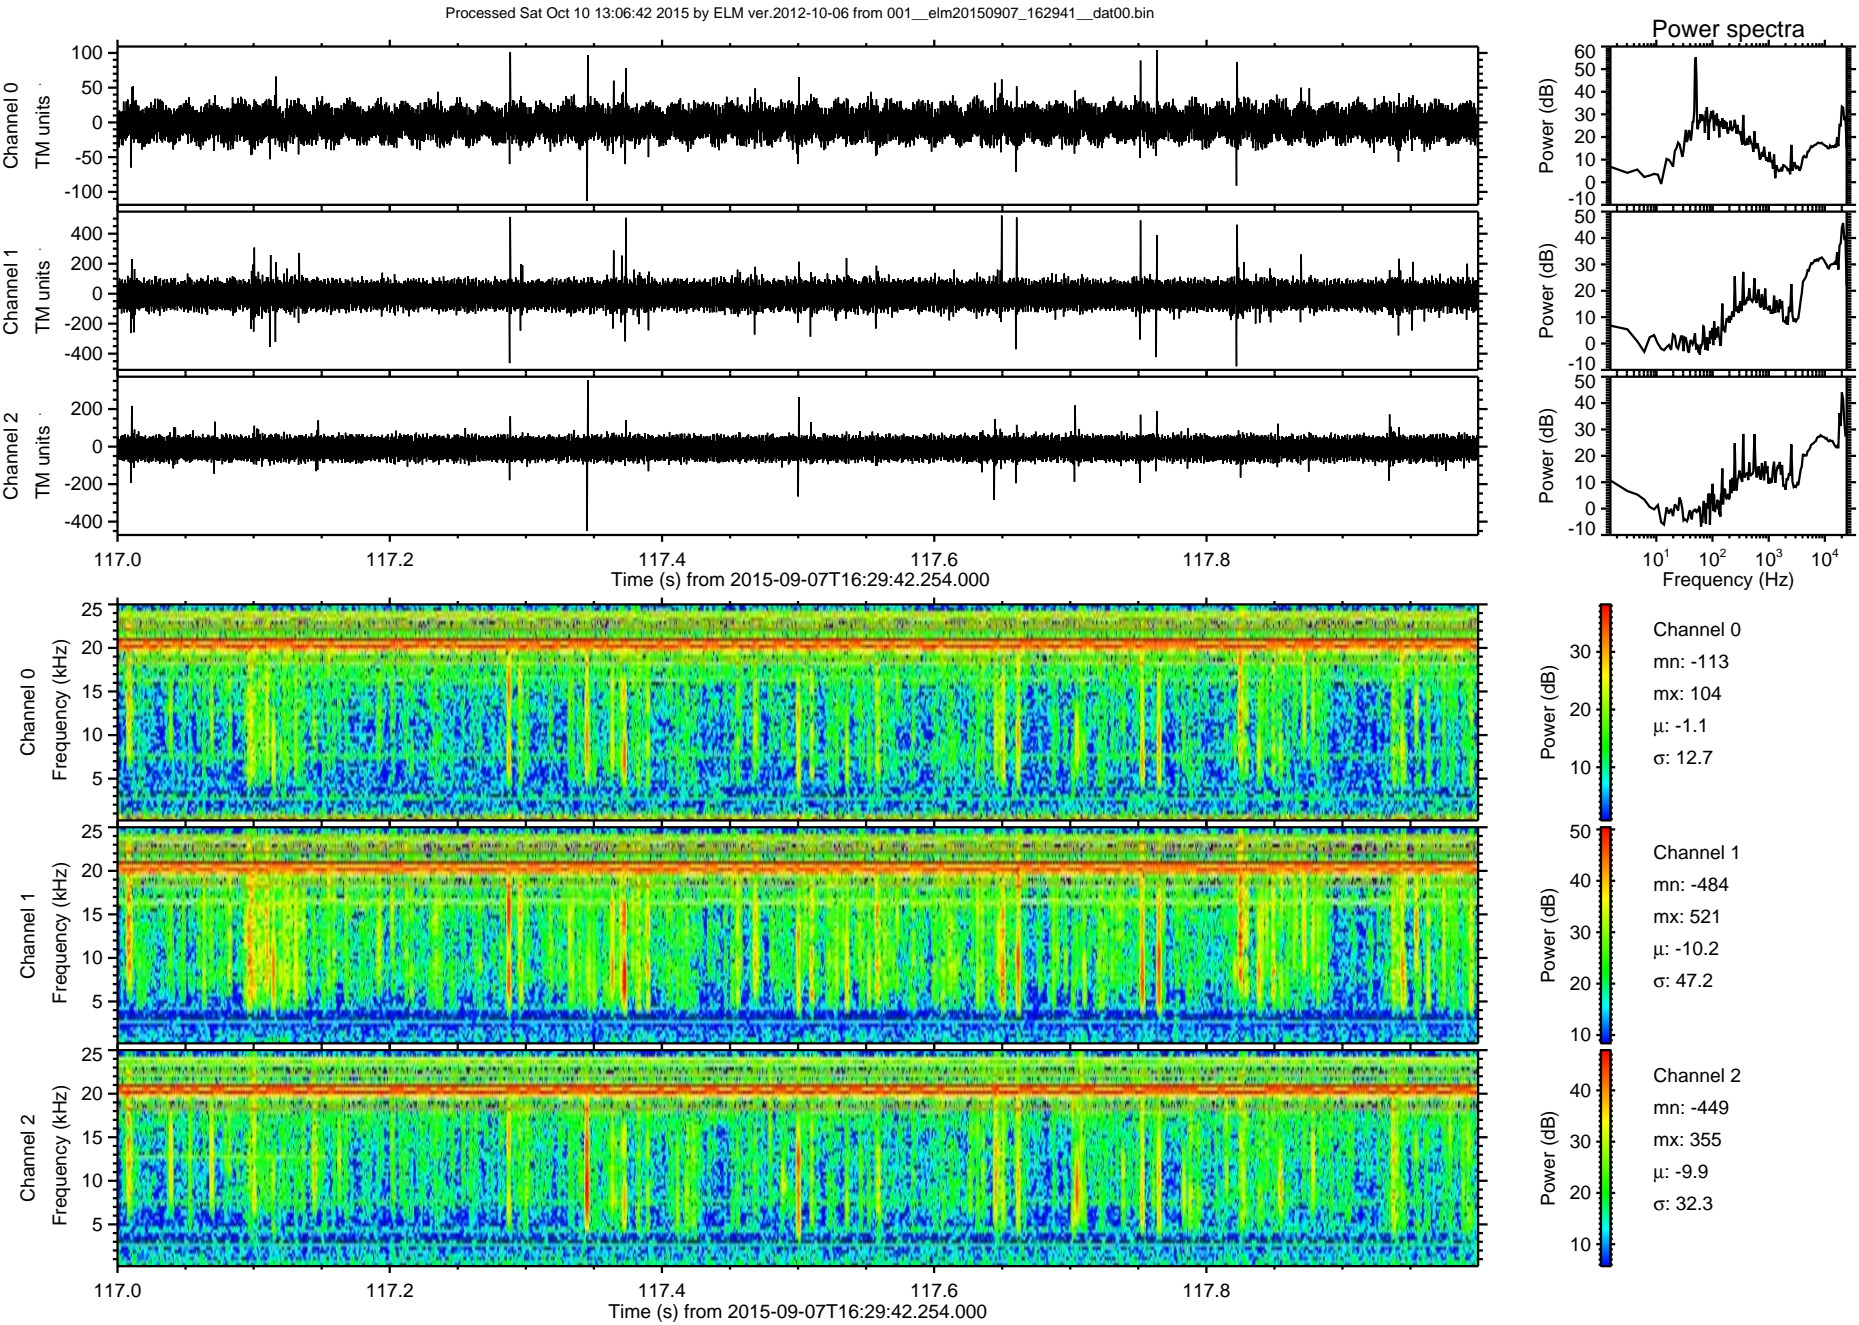 Processed Sat Oct 10 13:06:42 2015 by ELM ver.2012-10-06 from 001__elm20150907_162941__dat00.bin
Power spectra
Channel 0
TM units
100
50
0
-50
-100
Power (dB)
60
50
40
30
20
10
0
-10
Channel 1
TM units
400
200
0
-200
-400
Power (dB)
50
40
30
20
10
0
-10
Channel 2
TM units
200
0
-200
-400
Power (dB)
50
40
30
20
10
0
-10
117.0 117.2 117.4 117.6 117.8
Time (s) from 2015-09-07T16:29:42.254.000
10¹ 10² 10³ 10⁴
Frequency (Hz)
Channel 0
Frequency (kHz)
25
20
15
10
5
Power (dB)
30
20
10
Channel 0
mn: -113
mx: 104
μ: -1.1
σ: 12.7
Channel 1
Frequency (kHz)
25
20
15
10
5
Power (dB)
50
40
30
20
10
Channel 1
mn: -484
mx: 521
μ: -10.2
σ: 47.2
Channel 2
Frequency (kHz)
25
20
15
10
5
Power (dB)
40
30
20
10
Channel 2
mn: -449
mx: 355
μ: -9.9
σ: 32.3
117.0 117.2 117.4 117.6 117.8
Time (s) from 2015-09-07T16:29:42.254.000